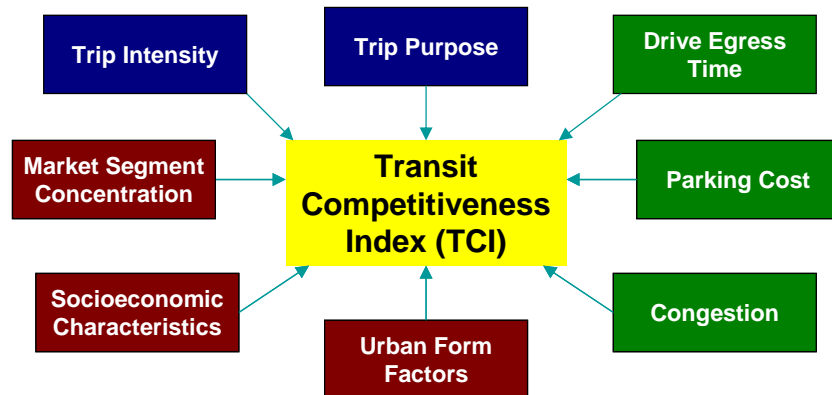 Trip Intensity
Trip Purpose
Drive Egress
Time
Market Segment
Concentration
Transit
Competitiveness
Index (TCI)
Parking Cost
Socioeconomic
Characteristics
Urban Form
Factors
Congestion